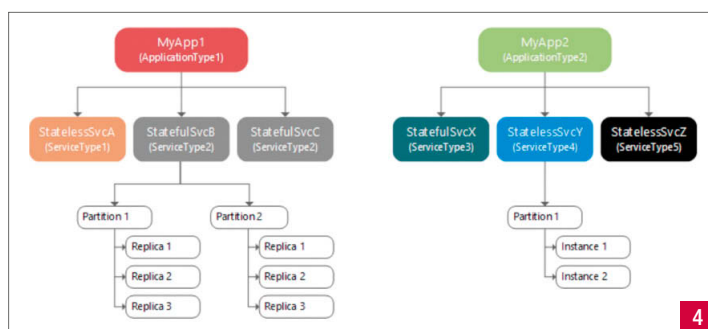 MyApp1
(ApplicationType1)
MyApp2
(ApplicationType2)
StatelessSvcA
(ServiceType1)
StatefulSvcB
(ServiceType2)
StatefulSvcC
(ServiceType2)
StatefulSvcX
(ServiceType3)
StatelessSvcY
(ServiceType4)
StatelessSvcZ
(ServiceType5)
Partition 1
Partition 2
Partition 1
Replica 1
Replica 2
Replica 3
Replica 1
Replica 2
Replica 3
Instance 1
Instance 2
4